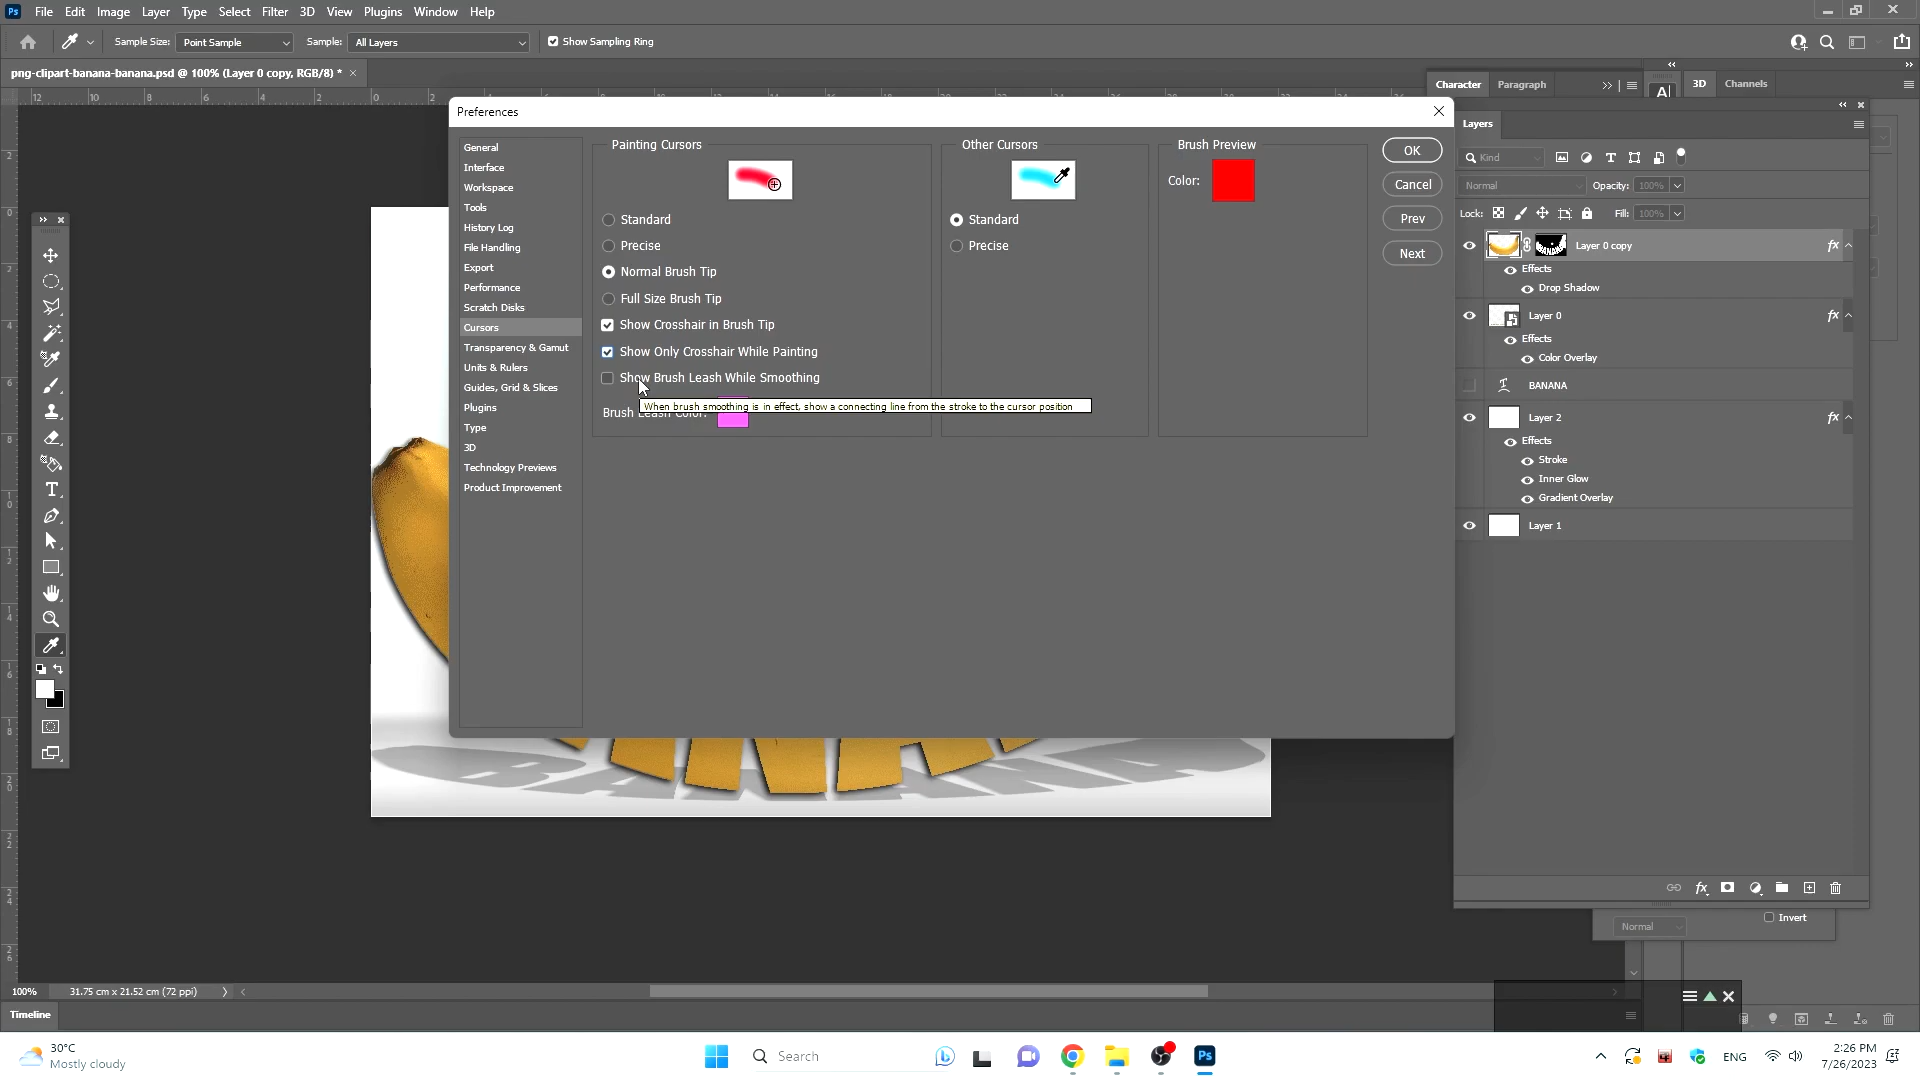 Ps File Edit Image Layer Type Select Filter 3D View Plugins Window Help
Sample Size: Point Sample Sample: All Layers Show Sampling Ring
png-clipart-banana-banana.psd @ 100% (Layer 0 copy, RGB/8) *
Character Paragraph
3D Channels
Preferences
Layers
General
Interface
Workspace
Tools
History Log
File Handling
Export
Performance
Scratch Disks
Cursors
Transparency & Gamut
Units & Rulers
Guides, Grid & Slices
Plugins
Type
3D
Technology Previews
Product Improvement
Painting Cursors
Standard
Precise
Normal Brush Tip
Full Size Brush Tip
Show Crosshair in Brush Tip
Show Only Crosshair While Painting
Show Brush Leash While Smoothing
Brush Leash Color:
When brush smoothing is in effect, show a connecting line from the stroke to the cursor position
Other Cursors
Standard
Precise
Brush Preview
Color:
OK
Cancel
Prev
Next
Kind
Normal Opacity: 100%
Lock: Fill: 100%
Layer 0 copy fx
Effects
Drop Shadow
Layer 0 fx
Effects
Color Overlay
BANANA
Layer 2 fx
Effects
Stroke
Inner Glow
Gradient Overlay
Layer 1
fx
Normal Invert
100% 31.75 cm x 21.52 cm (72 ppi)
Timeline
30°C
Mostly cloudy
Search
Ps
ENG
2:26 PM
7/26/2023